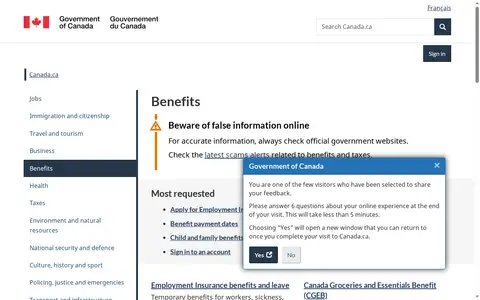 Français
Government
of Canada
Gouvernement
du Canada
Search Canada.ca
Sign in
Canada.ca
Jobs
Immigration and citizenship
Travel and tourism
Business
Benefits
Health
Taxes
Environment and natural
resources
National security and defence
Culture, history and sport
Policing, justice and emergencies
Transport and infrastructure
Benefits
Beware of false information online
For accurate information, always check official government websites.
Check the latest scams alerts related to benefits and taxes.
Most requested
Apply for Employment
Benefit payment dates
Child and family benefits
Sign in to an account
Employment Insurance benefits and leave
Temporary benefits for workers, sickness,
Canada Groceries and Essentials Benefit
(CGEB)
Government of Canada
×
You are one of the few visitors who have been selected to share
your feedback.
Please answer 6 questions about your online experience at the end
of your visit. This will take less than 5 minutes.
Choosing "Yes" will open a new window that you can return to
once you complete your visit to Canada.ca.
Yes
No